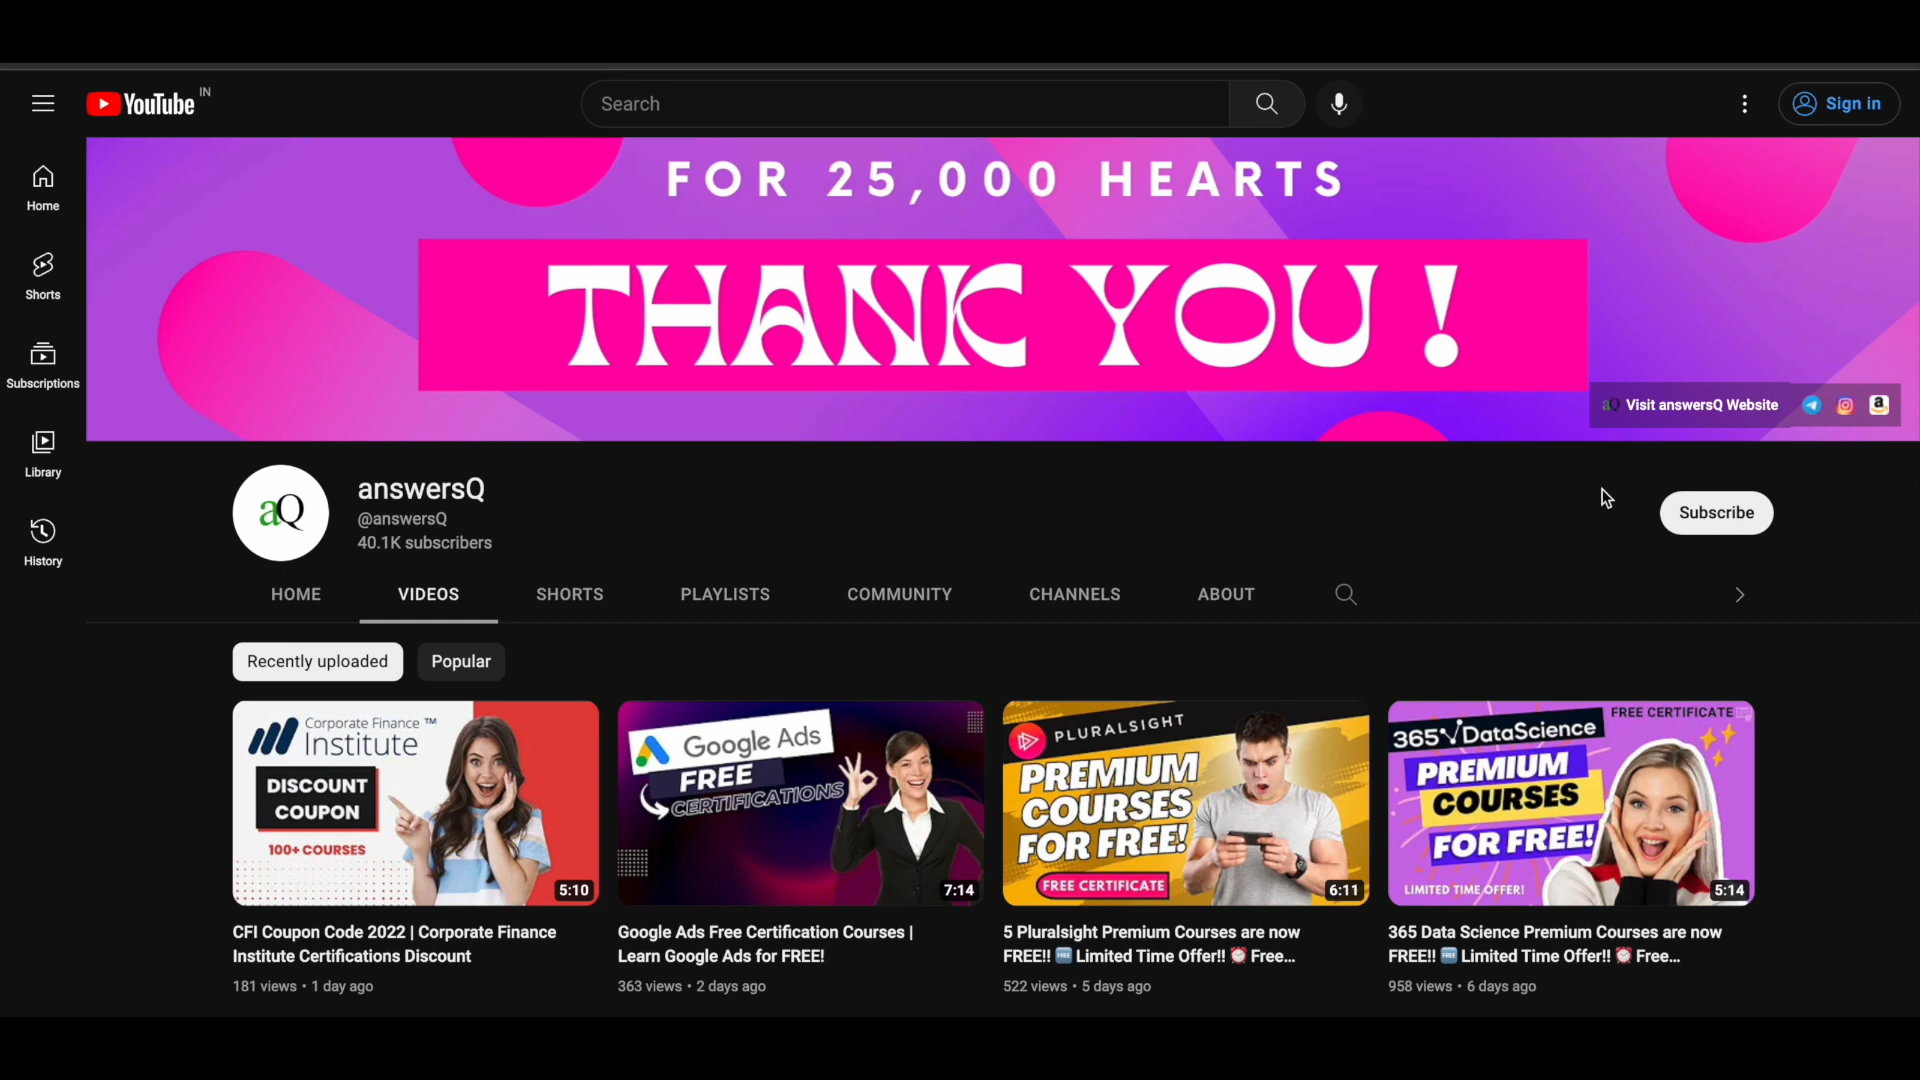 YouTube IN
Search
Sign in
Home
Shorts
Subscriptions
Library
History
FOR 25,000 HEARTS
THANK YOU !
aQ Visit answersQ Website
a
aQ
answersQ
@answersQ
40.1K subscribers
Subscribe
HOME VIDEOS SHORTS PLAYLISTS COMMUNITY CHANNELS ABOUT
Recently uploaded Popular
Corporate Finance ™
Institute
DISCOUNT
COUPON
100+ COURSES
5:10
CFI Coupon Code 2022 | Corporate Finance
Institute Certifications Discount
181 views • 1 day ago
Google Ads
FREE
CERTIFICATIONS
7:14
Google Ads Free Certification Courses |
Learn Google Ads for FREE!
363 views • 2 days ago
PLURALSIGHT
PREMIUM
COURSES
FOR FREE!
FREE CERTIFICATE
6:11
5 Pluralsight Premium Courses are now
FREE!! 🆓 Limited Time Offer!! ⏰ Free...
522 views • 5 days ago
FREE CERTIFICATE
365 DataScience
PREMIUM
COURSES
FOR FREE!
LIMITED TIME OFFER!
5:14
365 Data Science Premium Courses are now
FREE!! 🆓 Limited Time Offer!! ⏰ Free...
958 views • 6 days ago